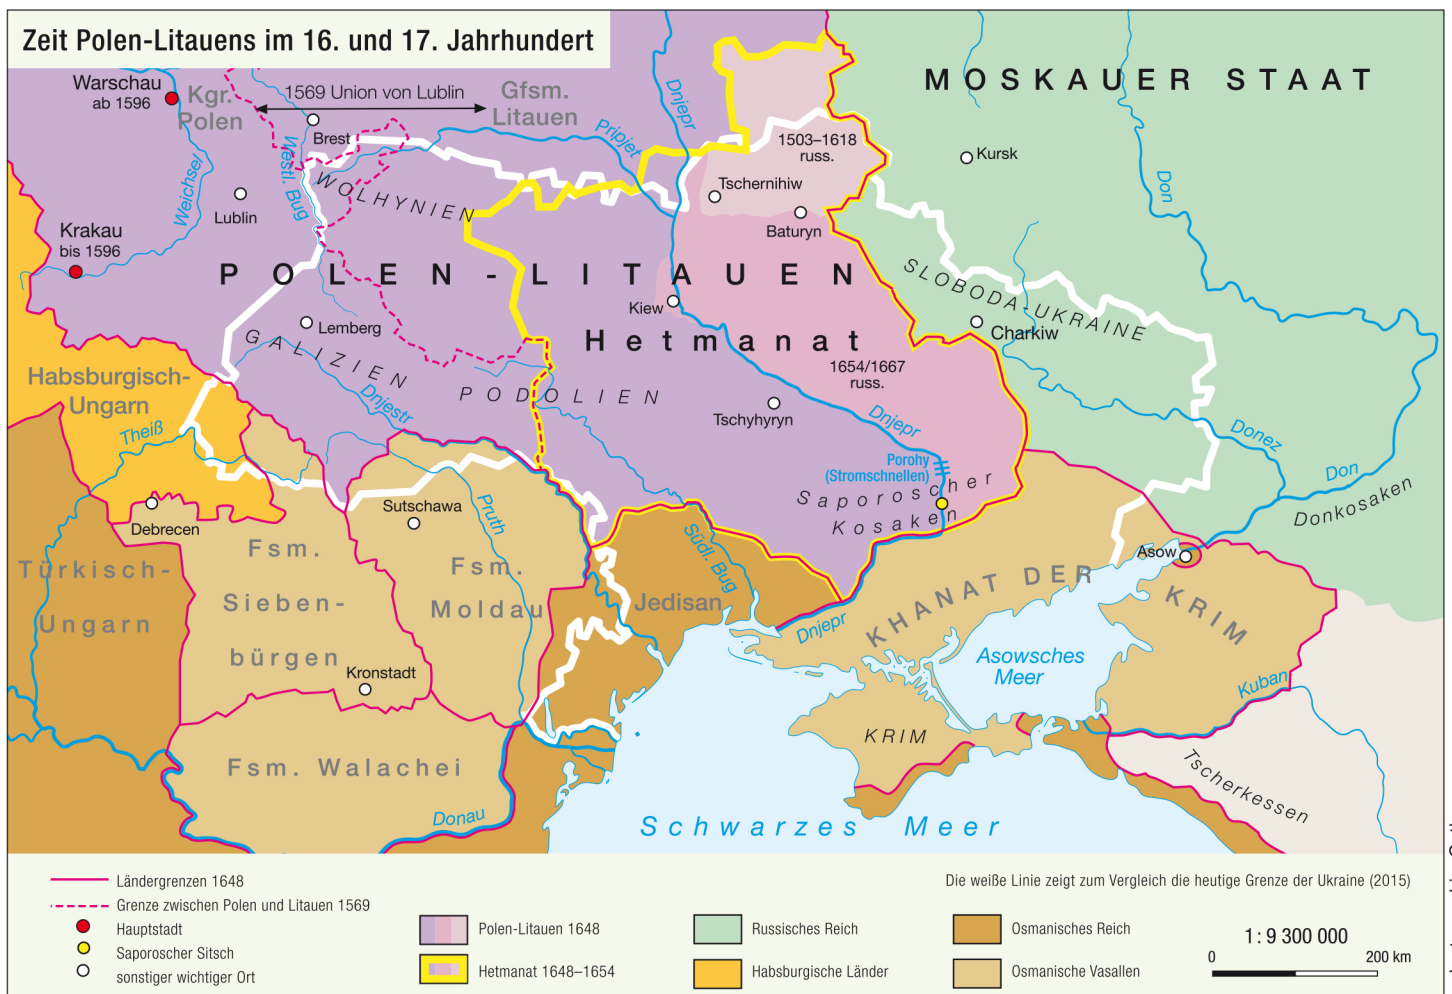 Zeit Polen-Litauens im 16. und 17. Jahrhundert
MOSKAUER STAAT
Warschau
ab 1596
Kgr.
Polen
1569 Union von Lublin
Gfsm.
Litauen
Brest
Dnjepr
Pripjet
1503–1618
russ.
Kursk
Westl. Bug
Weichsel
WOLHYNIEN
Tschernihiw
Don
Lublin
Baturyn
Krakau
bis 1596
POLEN-LITAUEN
SLOBODA-UKRAINE
Kiew
Lemberg
Hetmanat
Charkiw
GALIZIEN
1654/1667
russ.
Habsburgisch-
Ungarn
PODOLIEN
Dnjestr
Tschyhyryn
Dnjepr
Theiß
Donez
Porohy
(Stromschnellen)
Don
Saporoscher
Kosaken
Donkosaken
Sutschawa
Pruth
Debrecen
Südl. Bug
Asow
Fsm.
Sieben-
bürgen
Türkisch-
Ungarn
Fsm.
Moldau
Jedisan
KHANAT DER
KRIM
Dnjepr
Asowsches
Meer
Kronstadt
Kuban
KRIM
Fsm. Walachei
Tscherkessen
Donau
Schwarzes Meer
Ländergrenzen 1648
Die weiße Linie zeigt zum Vergleich die heutige Grenze der Ukraine (2015)
Grenze zwischen Polen und Litauen 1569
Hauptstadt
Saporoscher Sitsch
sonstiger wichtiger Ort
Polen-Litauen 1648
Hetmanat 1648–1654
Russisches Reich
Habsburgische Länder
Osmanisches Reich
Osmanische Vasallen
1 : 9 300 000
0
200 km